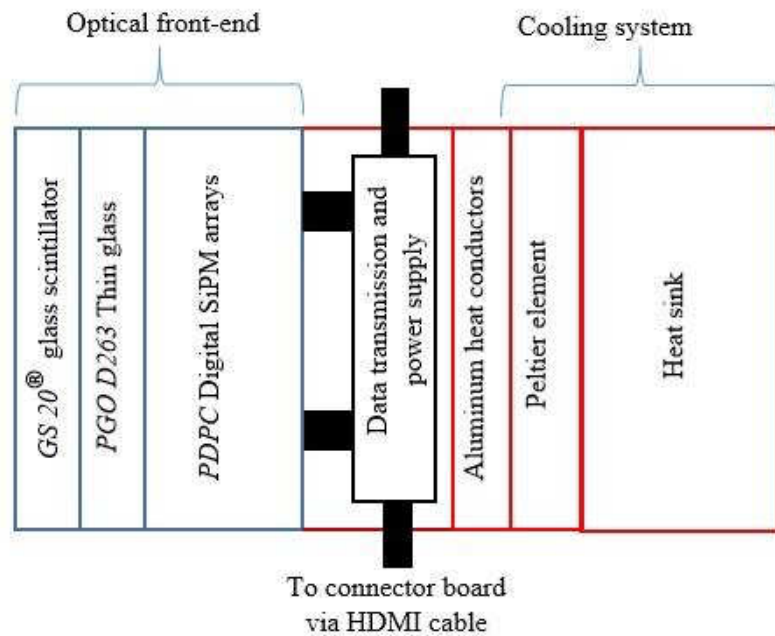 Optical front-end
Cooling system
GS 20® glass scintillator
PGO D263 Thin glass
PDPC Digital SiPM arrays
Data transmission and
power supply
Aluminum heat conductors
Peltier element
Heat sink
To connector board
via HDMI cable